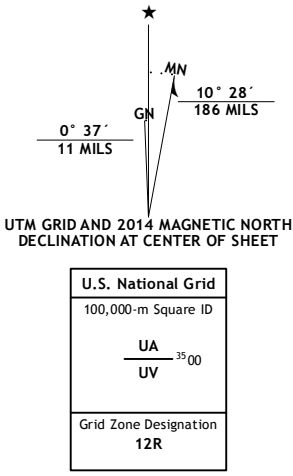 MN
10° 28´
186 MILS
GN
0° 37´
11 MILS
UTM GRID AND 2014 MAGNETIC NORTH
DECLINATION AT CENTER OF SHEET
U.S. National Grid
100,000-m Square ID
UA
3500
UV
Grid Zone Designation
12R